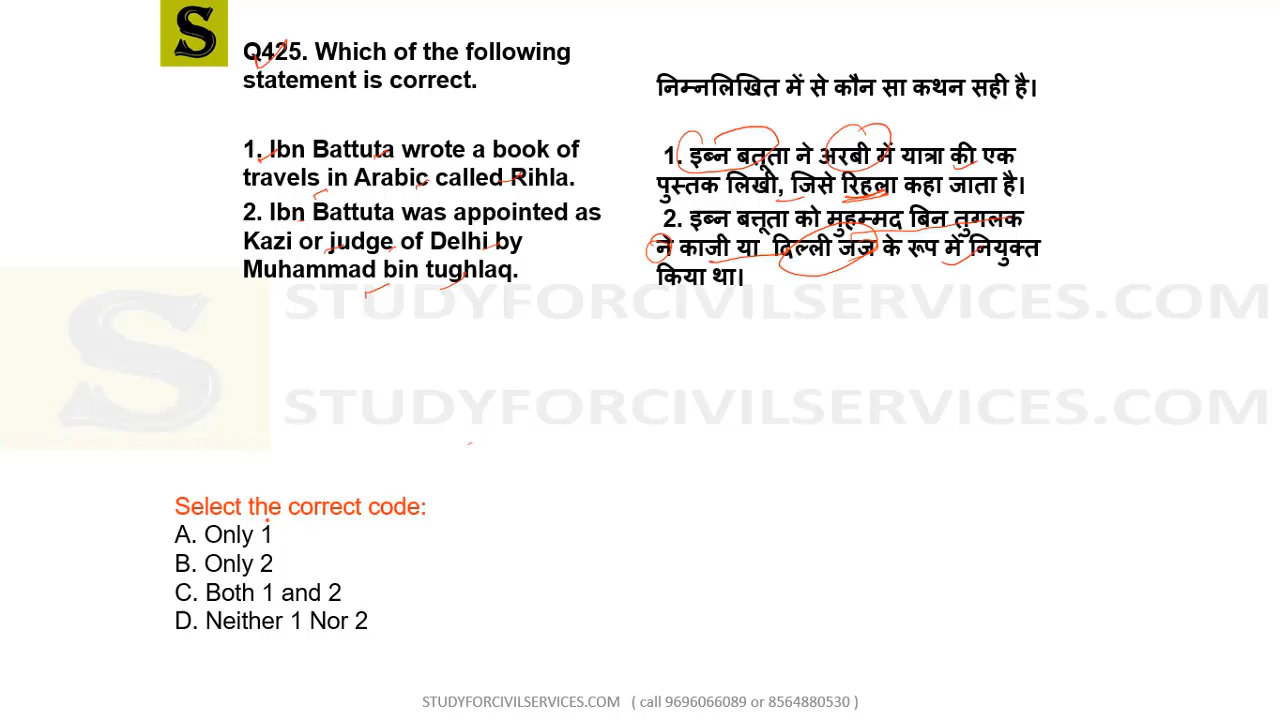 S
Q425. Which of the following
statement is correct.
1. Ibn Battuta wrote a book of
travels in Arabic called Rihla.
2. Ibn Battuta was appointed as
Kazi or judge of Delhi by
Muhammad bin tughlaq.
निम्नलिखित में से कौन सा कथन सही है।
1. इब्न बतूता ने अरबी में यात्रा की एक
पुस्तक लिखी, जिसे रिहला कहा जाता है।
2. इब्न बत्तूता को मुहम्मद बिन तुगलक
ने काजी या दिल्ली जज के रूप में नियुक्त
किया था।
S
STUDYFORCIVILSERVICES.COM
STUDYFORCIVILSERVICES.COM
Select the correct code:
A. Only 1
B. Only 2
C. Both 1 and 2
D. Neither 1 Nor 2
STUDYFORCIVILSERVICES.COM ( call 9696066089 or 8564880530 )